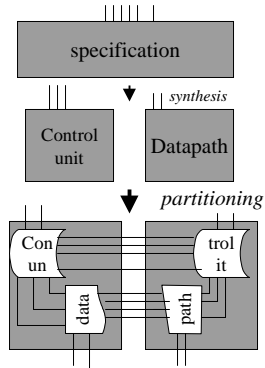 specification
synthesis
Control
unit
Datapath
partitioning
Con
un
trol
it
data
path